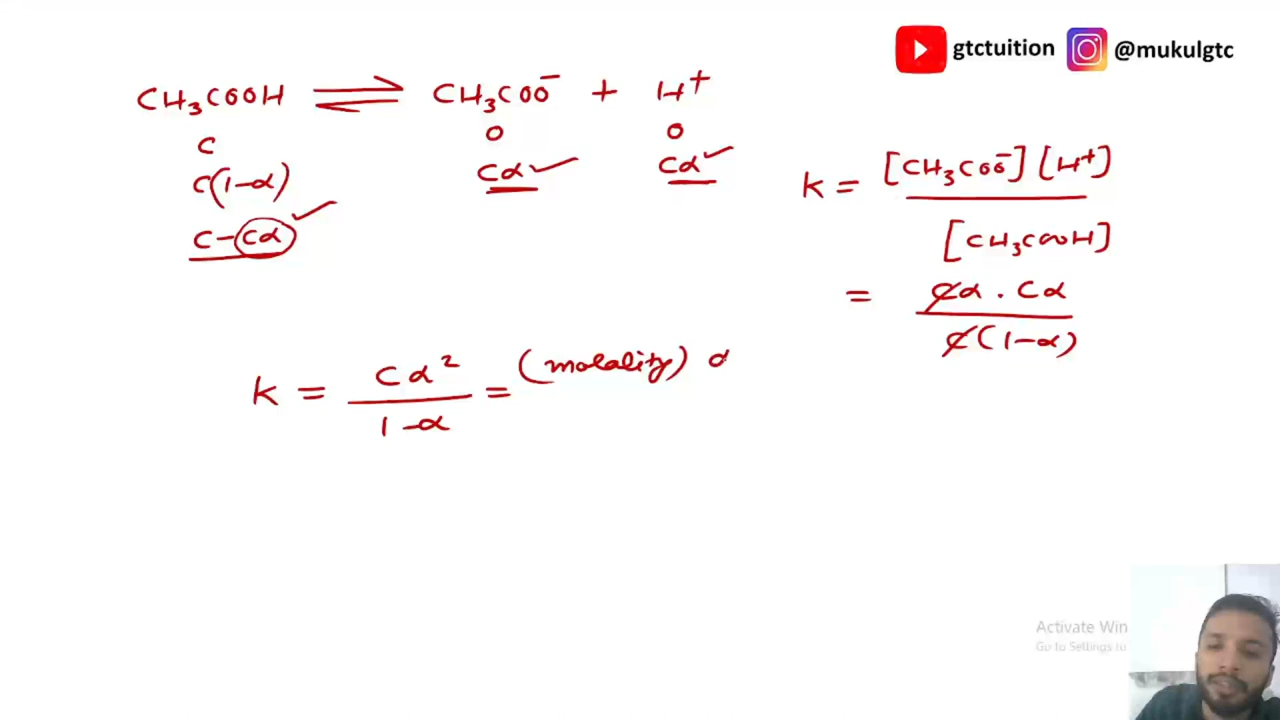 gtctuition @mukulgtc
CH₃COOH ⇌ CH₃COO⁻ + H⁺
C 0 0
C(1-α) Cα ✓ Cα ✓
C - Cα ✓
K = [CH₃COO⁻][H⁺] / [CH₃COOH]
= Cα . Cα / C(1-α)
K = Cα² / 1-α = (molality) α
Activate Win
Go to Settings to